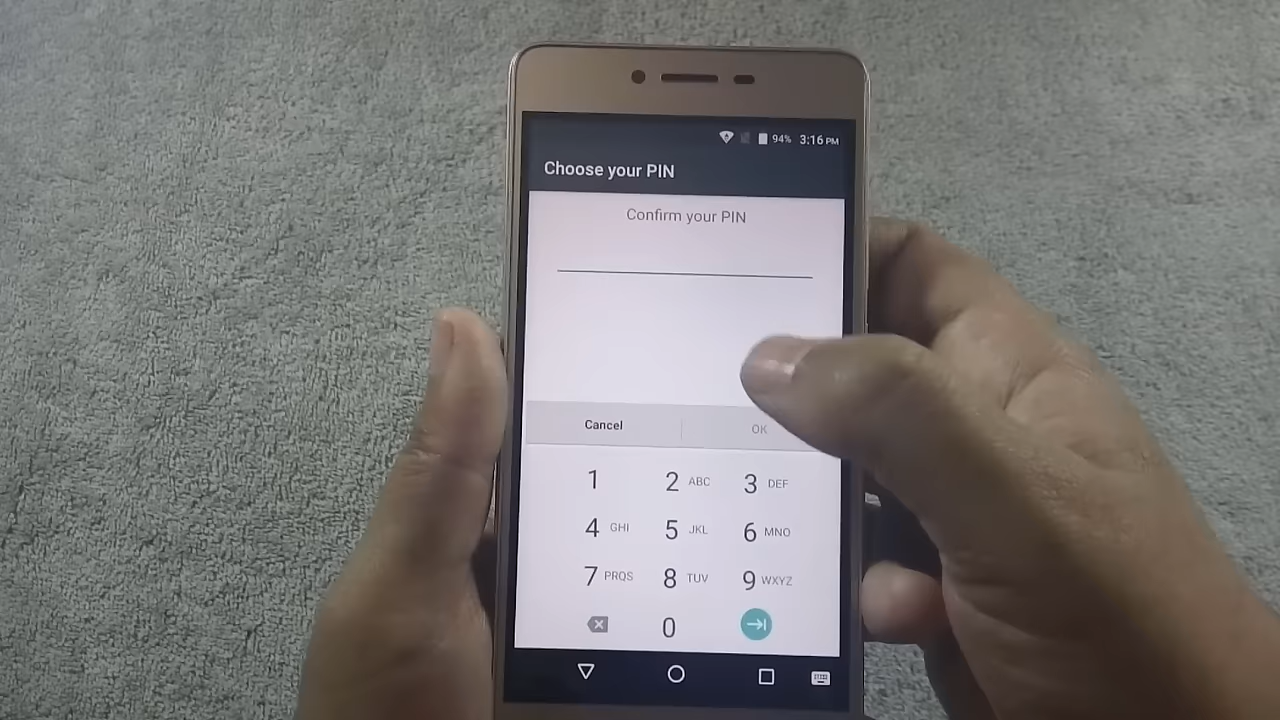 94% 3:16 PM
Choose your PIN
Confirm your PIN
Cancel OK
1 2 ABC 3 DEF
4 GHI 5 JKL 6 MNO
7 PRQS 8 TUV 9 WXYZ
0